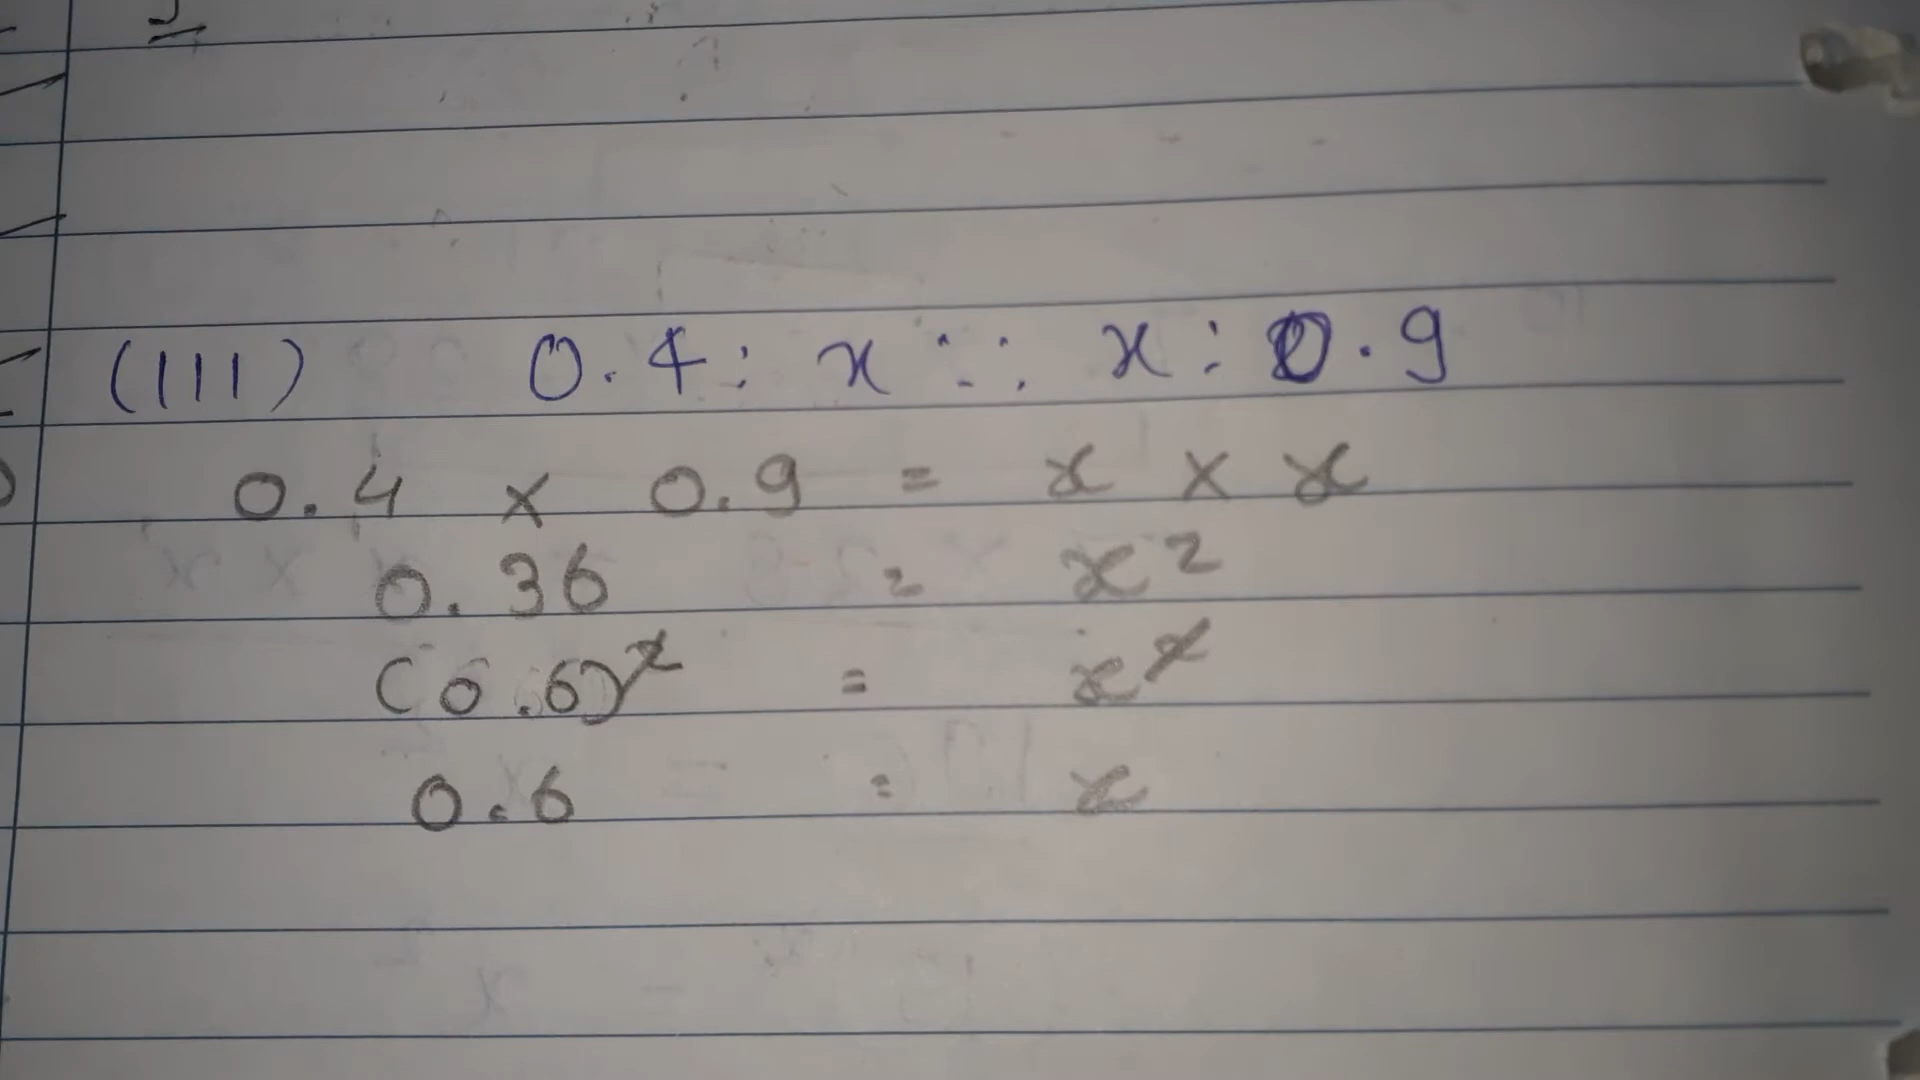 (III) 0.4 : x :: x : 0.9
0.4 × 0.9 = x × x
0.36 = x²
(0.6)² = x²
0.6 = x